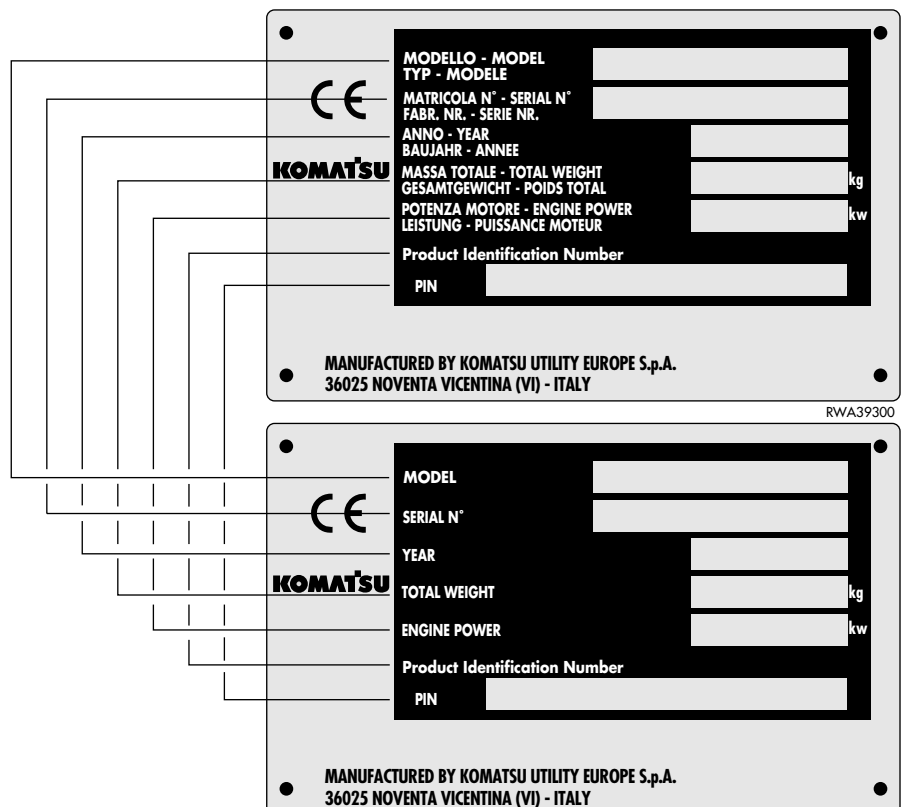 MODELLO - MODEL
TYP - MODELE
CE
MATRICOLA N° - SERIAL N°
FABR. NR. - SERIE NR.
ANNO - YEAR
BAUJAHR - ANNEE
KOMATSU
MASSA TOTALE - TOTAL WEIGHT kg
GESAMTGEWICHT - POIDS TOTAL
POTENZA MOTORE - ENGINE POWER kw
LEISTUNG - PUISSANCE MOTEUR
Product Identification Number
PIN
MANUFACTURED BY KOMATSU UTILITY EUROPE S.p.A.
36025 NOVENTA VICENTINA (VI) - ITALY
RWA39300
MODEL
CE
SERIAL N°
YEAR
KOMATSU
TOTAL WEIGHT kg
ENGINE POWER kw
Product Identification Number
PIN
MANUFACTURED BY KOMATSU UTILITY EUROPE S.p.A.
36025 NOVENTA VICENTINA (VI) - ITALY